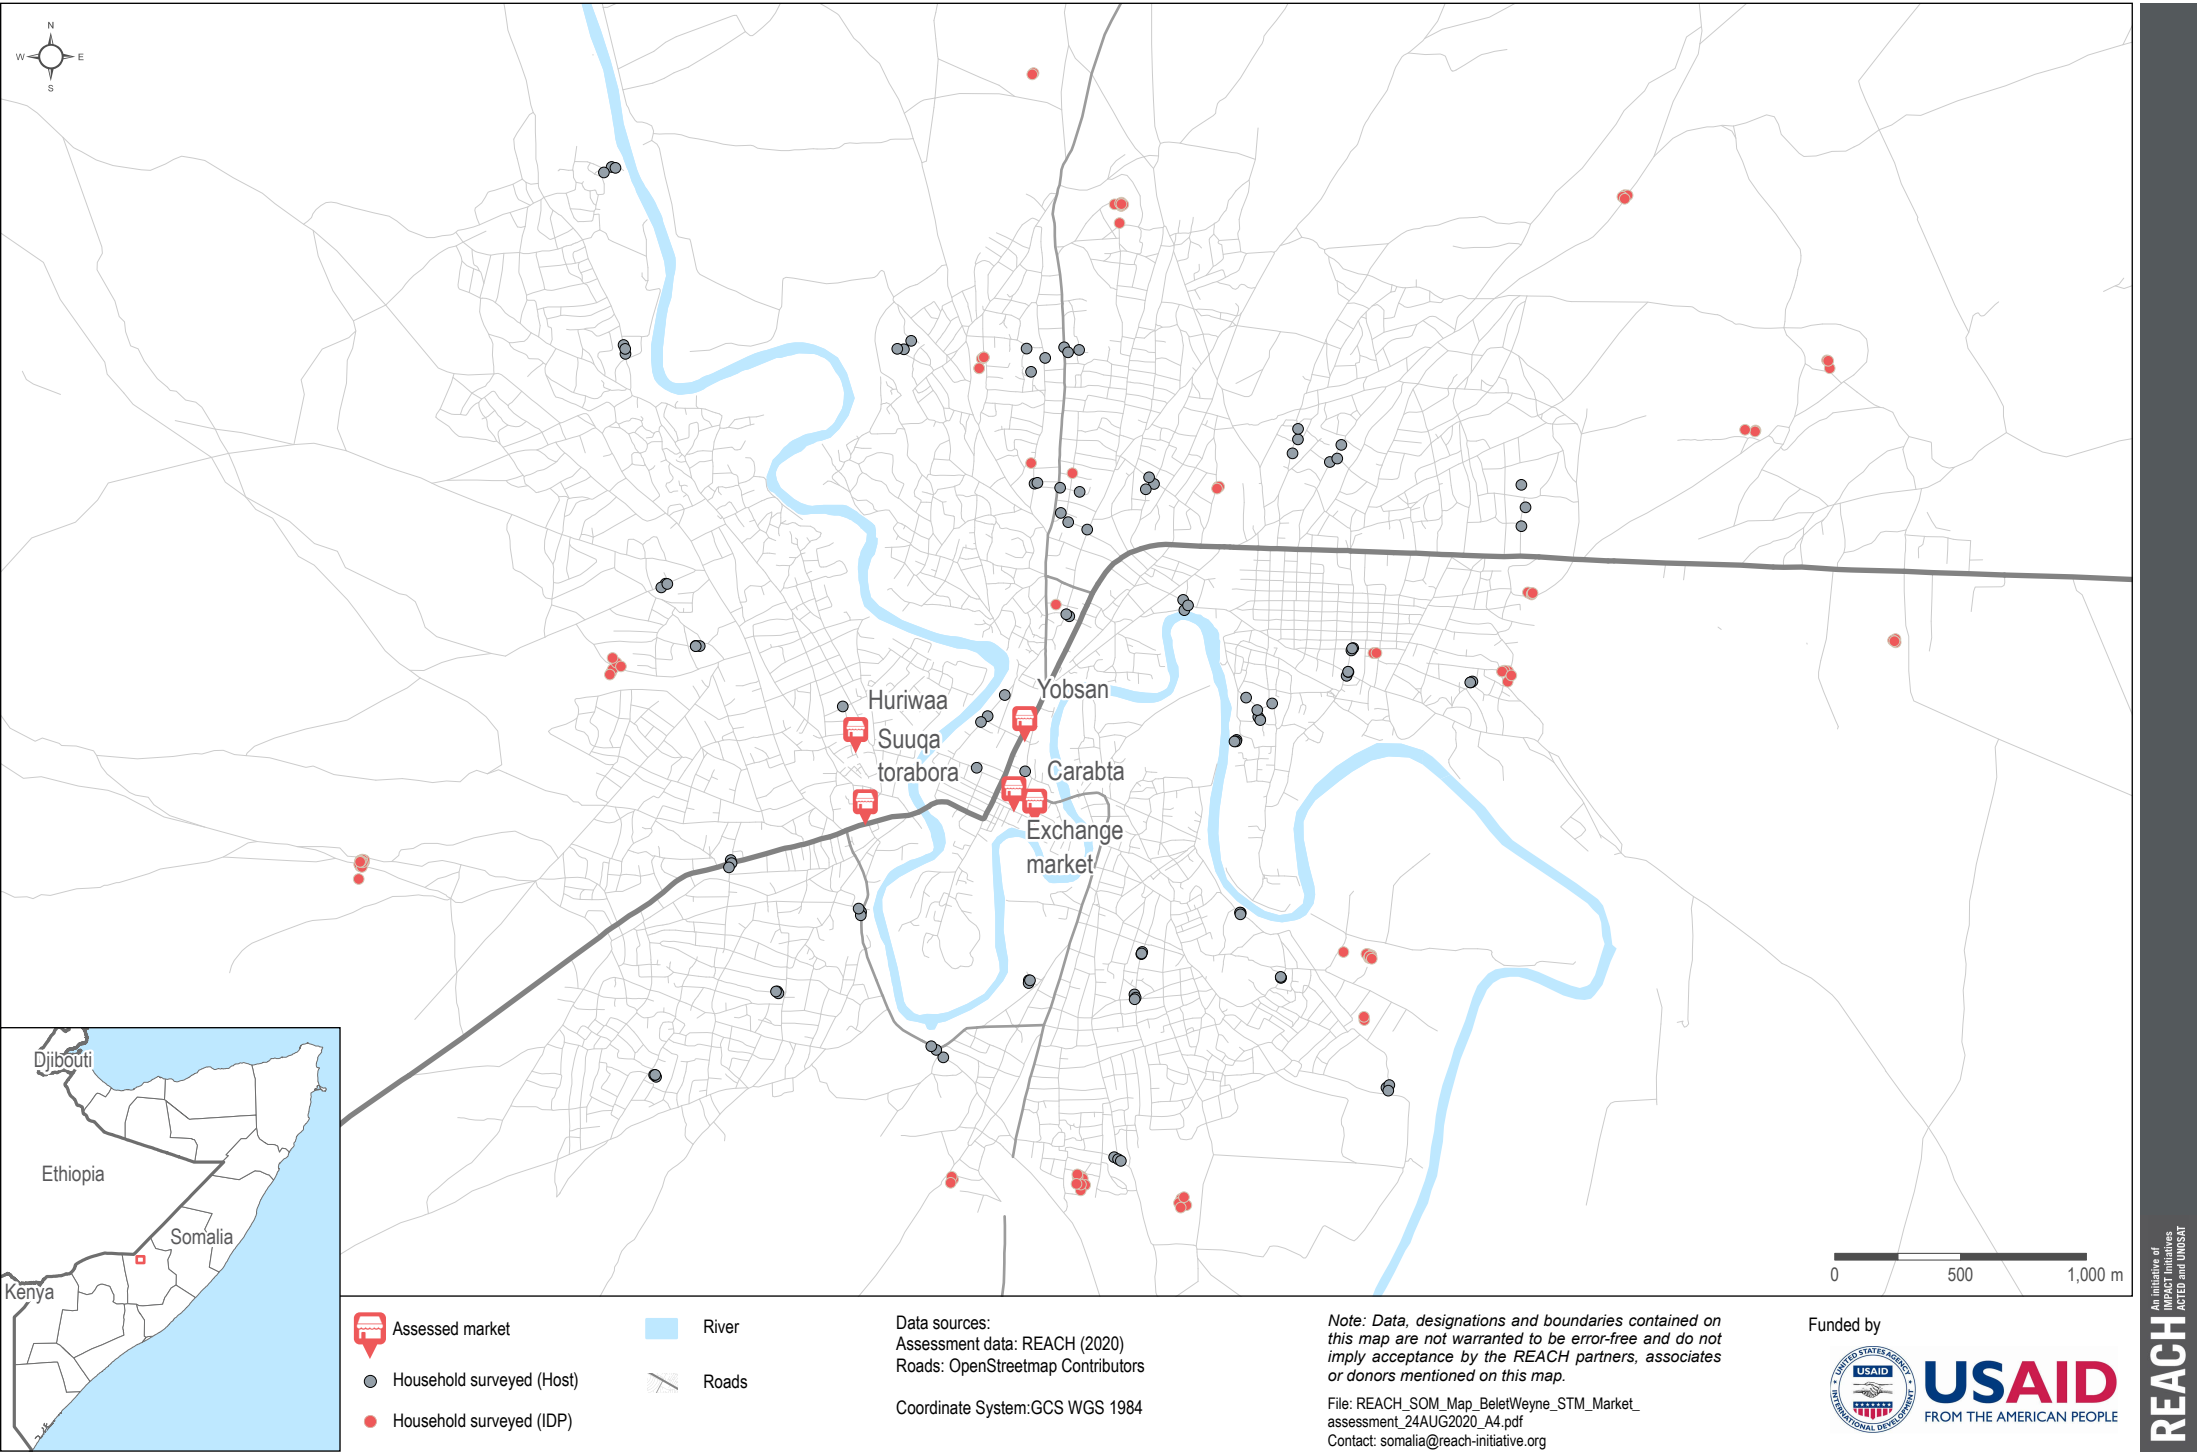 N
W
E
S
Huriwaa
Yobsan
Suuqa
torabora
Carabta
Exchange
market
Djibouti
Ethiopia
Somalia
Kenya
0
500
1,000 m
Assessed market
Household surveyed (Host)
Household surveyed (IDP)
River
Roads
Data sources:
Assessment data: REACH (2020)
Roads: OpenStreetmap Contributors
Coordinate System:GCS WGS 1984
Note: Data, designations and boundaries contained on
this map are not warranted to be error-free and do not
imply acceptance by the REACH partners, associates
or donors mentioned on this map.
File: REACH_SOM_Map_BeletWeyne_STM_Market_
assessment_24AUG2020_A4.pdf
Contact: somalia@reach-initiative.org
Funded by
UNITED STATES AGENCY
USAID
INTERNATIONAL DEVELOPMENT
USAID
FROM THE AMERICAN PEOPLE
REACH
An initiative of
IMPACT Initiatives
ACTED and UNOSAT